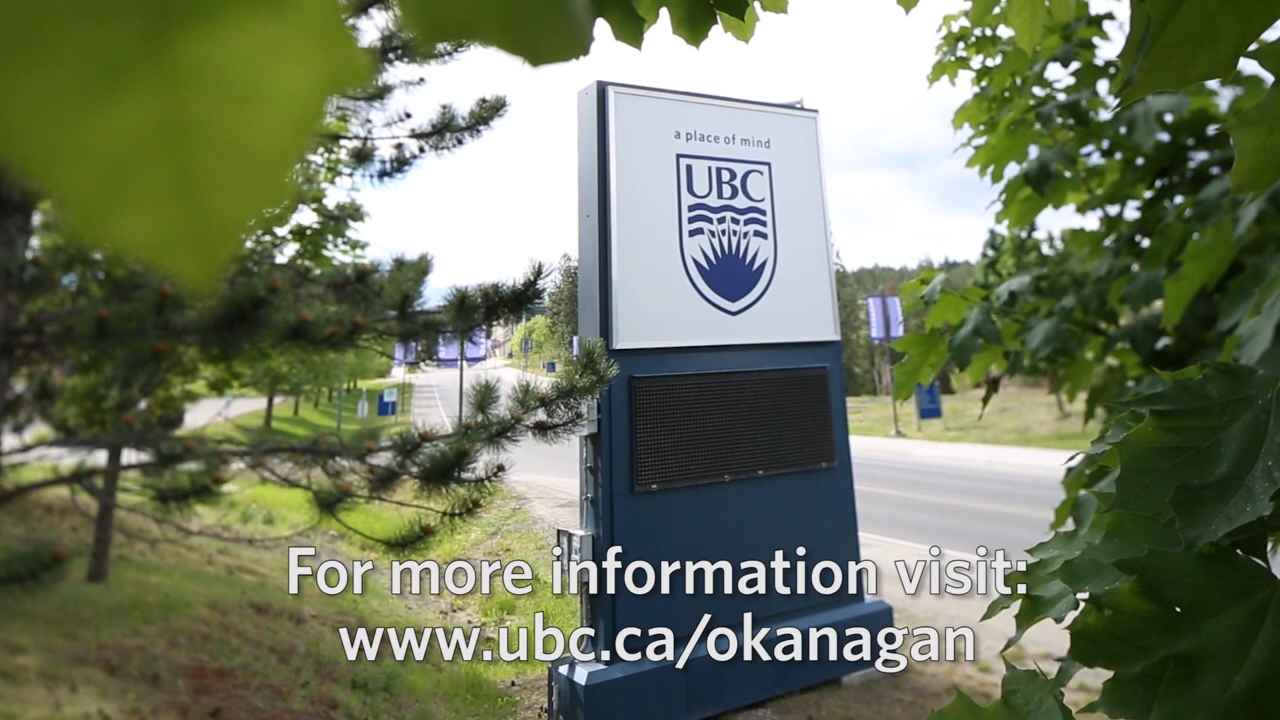 a place of mind
UBC
For more information visit:
www.ubc.ca/okanagan